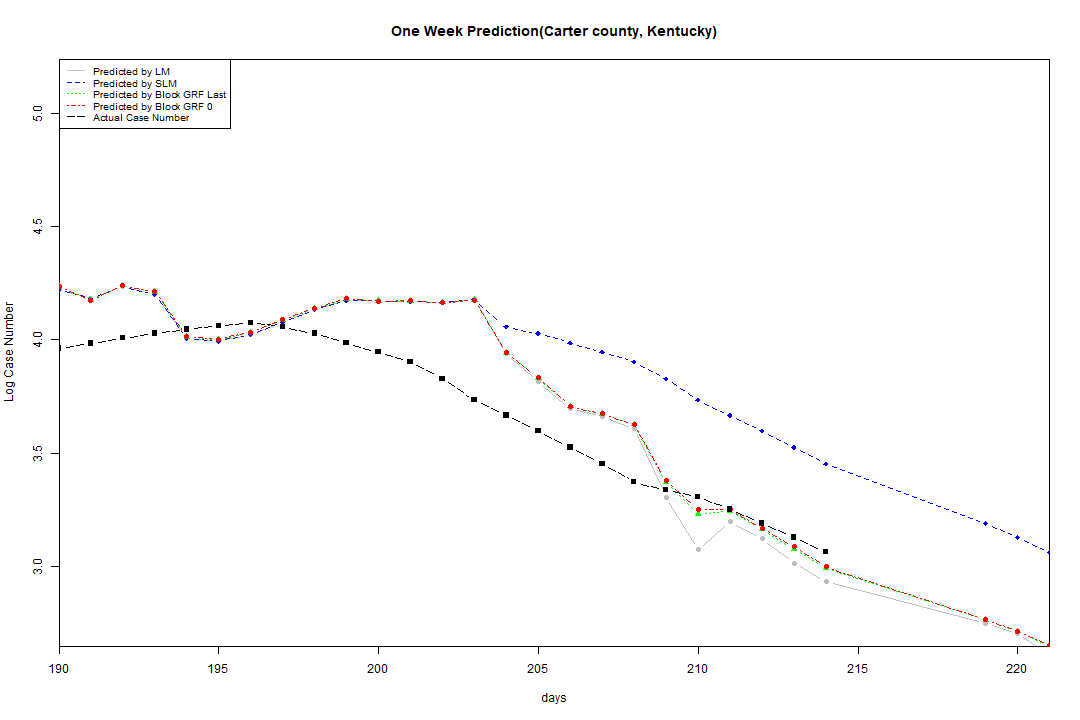 One Week Prediction(Carter county, Kentucky)
Predicted by LM
Predicted by SLM
Predicted by Block GRF Last
Predicted by Block GRF 0
Actual Case Number
5.0
4.5
4.0
3.5
3.0
Log Case Number
190 195 200 205 210 215 220
days